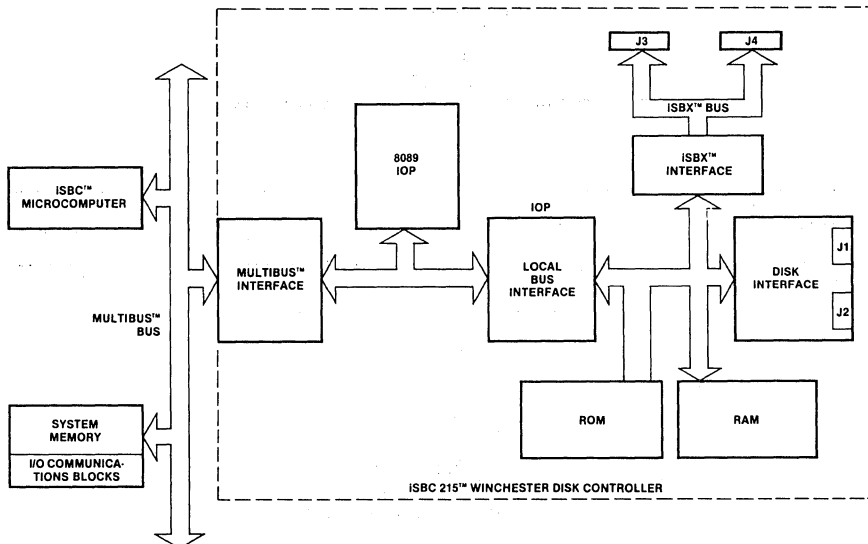 J3
J4
iSBX™ BUS
8089
IOP
iSBX™
INTERFACE
iSBC™
MICROCOMPUTER
IOP
MULTIBUS™
INTERFACE
LOCAL
BUS
INTERFACE
DISK
INTERFACE
J1
J2
MULTIBUS™
BUS
SYSTEM
MEMORY
I/O COMMUNICA-
TIONS BLOCKS
ROM
RAM
iSBC 215™ WINCHESTER DISK CONTROLLER